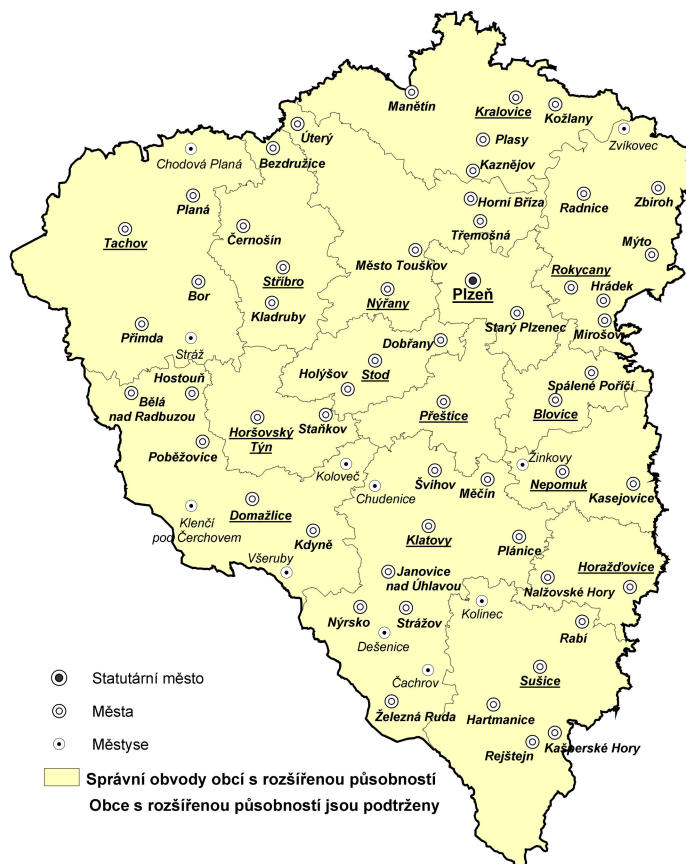 Manětín
Kralovice
Kožlany
Úterý
Plasy
Zvíkovec
Chodová Planá
Bezdružice
Kaznějov
Planá
Horní Bříza
Radnice
Zbiroh
Tachov
Černošín
Třemošná
Město Touškov
Mýto
Stříbro
Rokycany
Bor
Nýřany
Plzeň
Hrádek
Kladruby
Starý Plzenec
Přimda
Mirošov
Stráž
Dobřany
Hostouň
Holýšov
Stod
Spálené Poříčí
Bělá
nad Radbuzou
Staňkov
Přeštice
Blovice
Horšovský
Týn
Poběžovice
Koloveč
Žinkovy
Švihov
Měčín
Nepomuk
Chudenice
Kasejovice
Klenčí
pod Čerchovem
Domažlice
Kdyně
Klatovy
Plánice
Všeruby
Janovice
nad Úhlavou
Horažďovice
Nalžovské Hory
Nýrsko
Strážov
Kolinec
Rabí
Dešenice
Čachrov
Sušice
Železná Ruda
Hartmanice
Rejštejn
Kašperské Hory
Statutární město
Města
Městyse
Správní obvody obcí s rozšířenou působností
Obce s rozšířenou působností jsou podtrženy